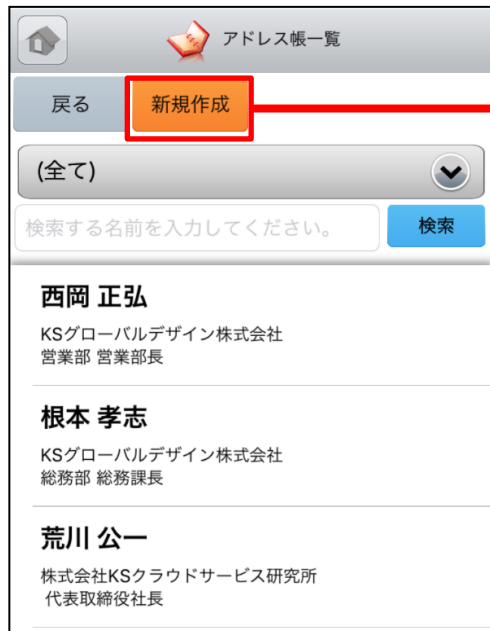 アドレス帳一覧
戻る
新規作成
(全て)
検索する名前を入力してください。
検索
西岡 正弘
KSグローバルデザイン株式会社
営業部 営業部長
根本 孝志
KSグローバルデザイン株式会社
総務部 総務課長
荒川 公一
株式会社KSクラウドサービス研究所
代表取締役社長